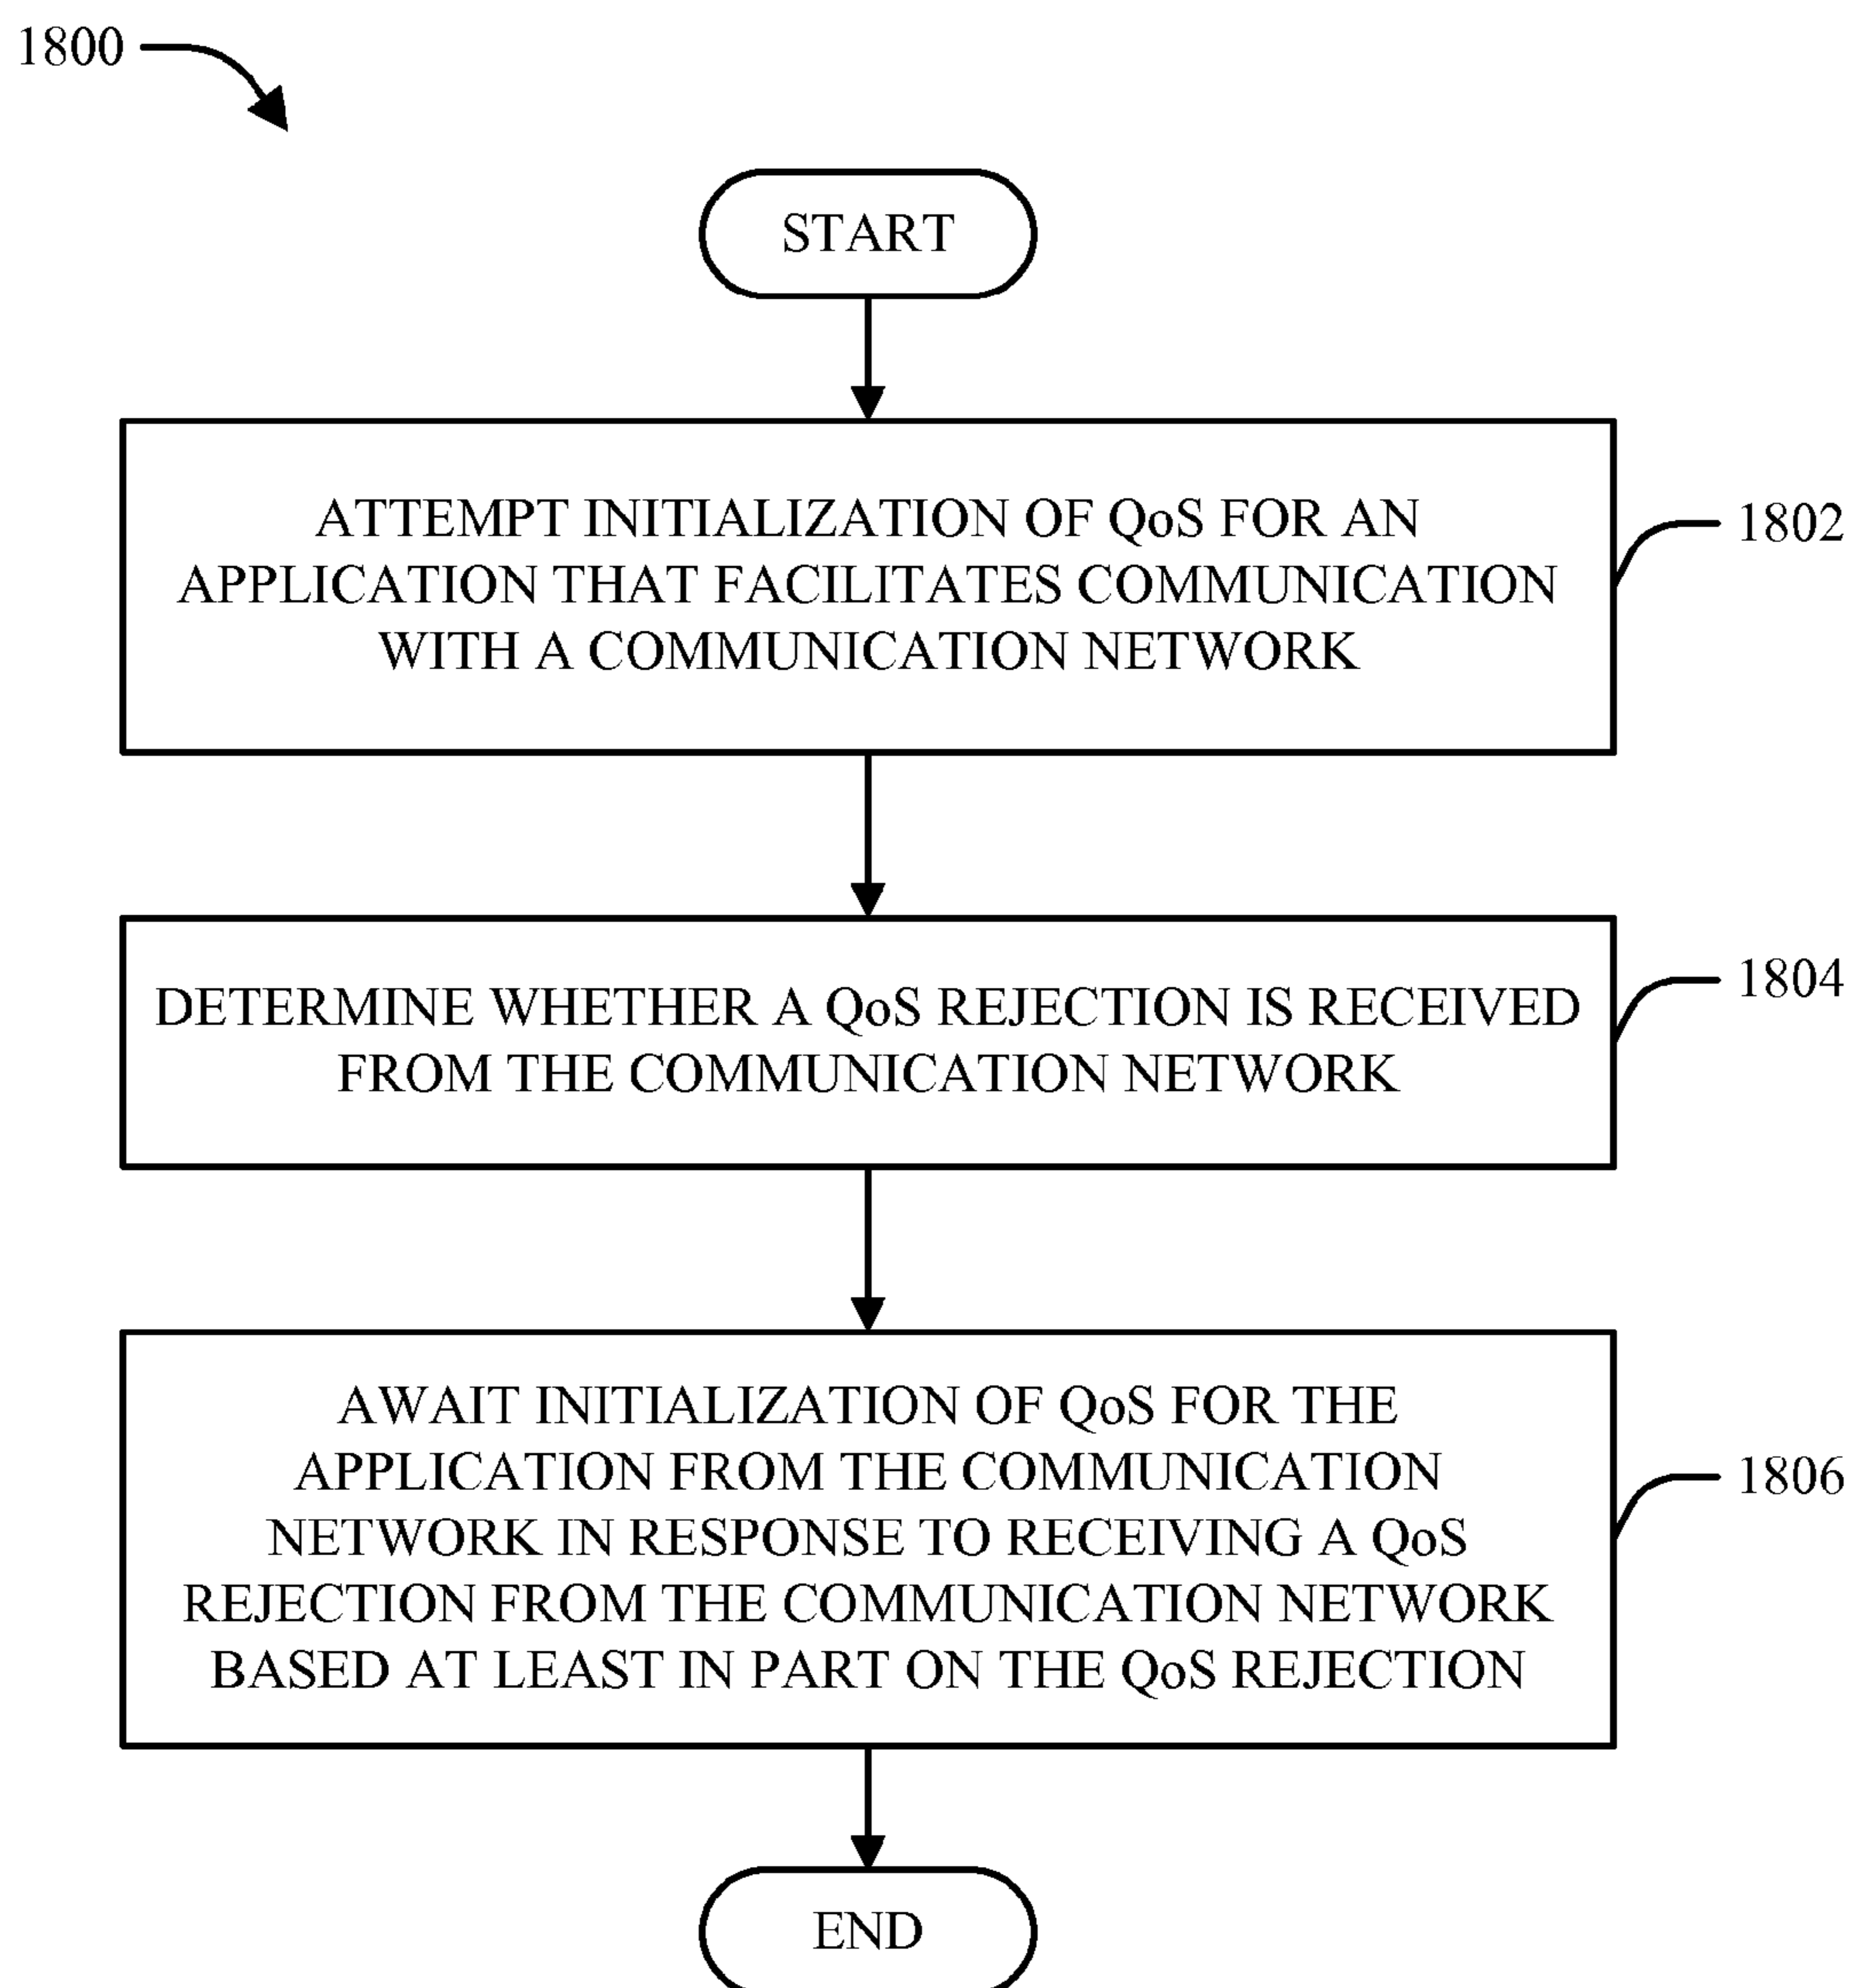 1800
START
ATTEMPT INITIALIZATION OF QoS FOR AN
APPLICATION THAT FACILITATES COMMUNICATION
WITH A COMMUNICATION NETWORK
1802
DETERMINE WHETHER A QoS REJECTION IS RECEIVED
FROM THE COMMUNICATION NETWORK
1804
AWAIT INITIALIZATION OF QoS FOR THE
APPLICATION FROM THE COMMUNICATION
NETWORK IN RESPONSE TO RECEIVING A QoS
REJECTION FROM THE COMMUNICATION NETWORK
BASED AT LEAST IN PART ON THE QoS REJECTION
1806
END